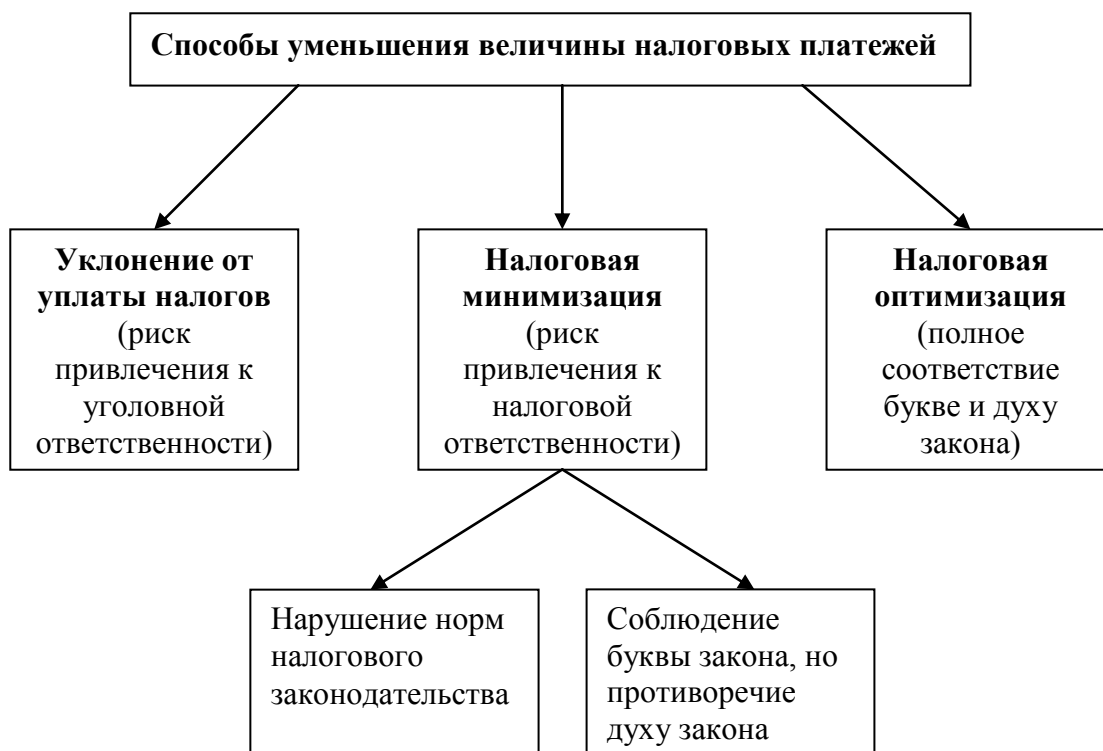 Способы уменьшения величины налоговых платежей
Уклонение от
уплаты налогов
(риск
привлечения к
уголовной
ответственности)
Налоговая
минимизация
(риск
привлечения к
налоговой
ответственности)
Налоговая
оптимизация
(полное
соответствие
букве и духу
закона)
Нарушение норм
налогового
законодательства
Соблюдение
буквы закона, но
противоречие
духу закона